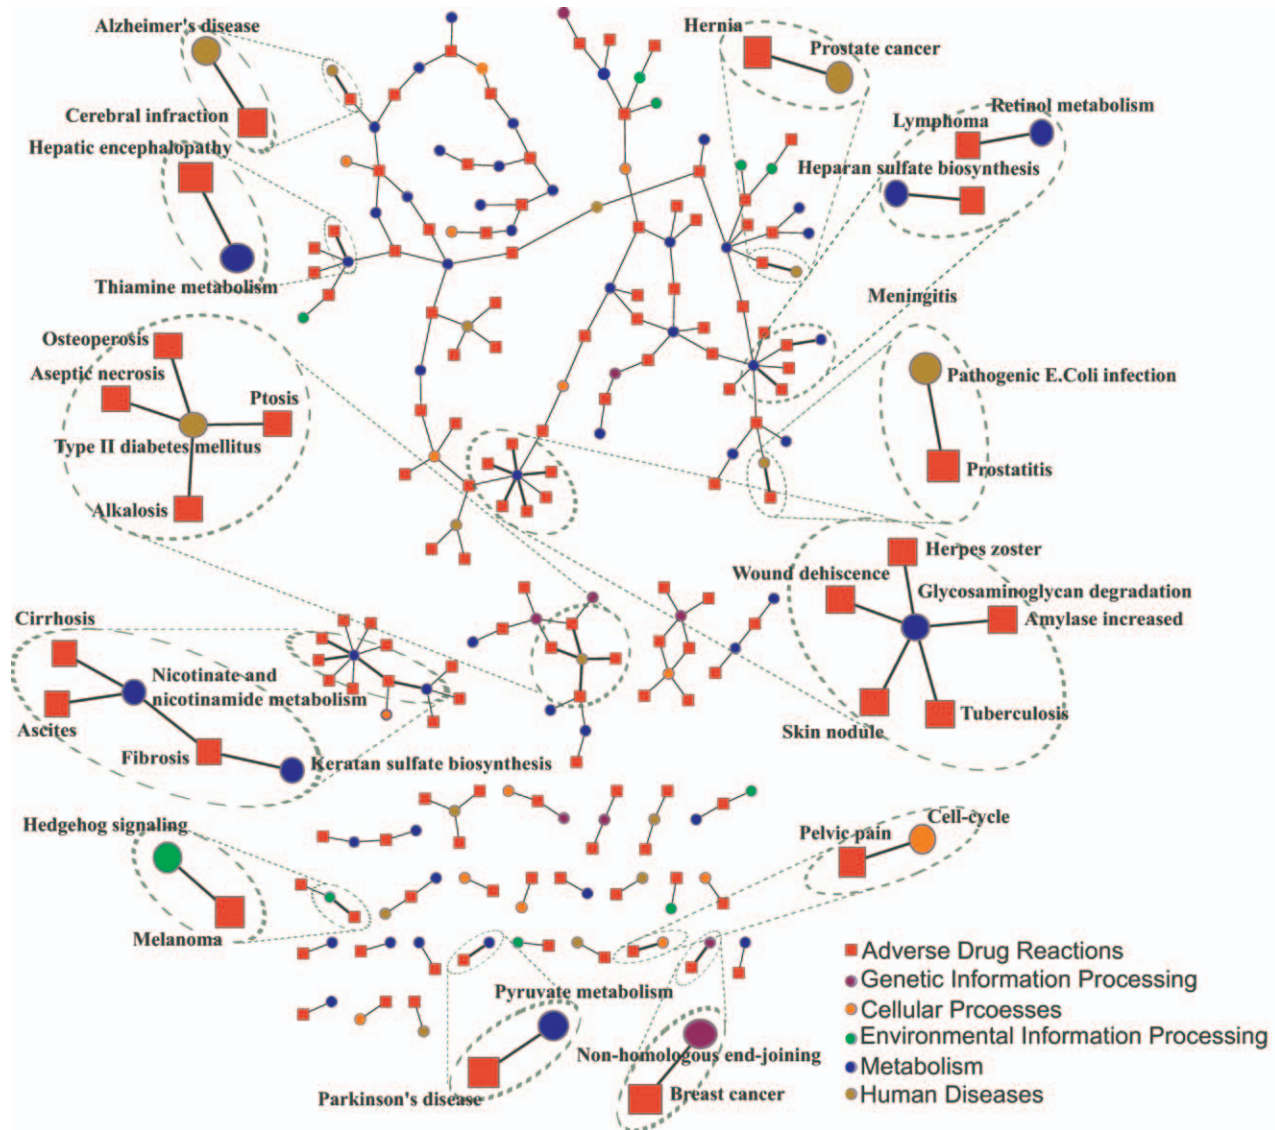 Alzheimer's disease
Cerebral infraction
Hepatic encephalopathy
Thiamine metabolism
Hernia
Prostate cancer
Retinol metabolism
Lymphoma
Heparan sulfate biosynthesis
Meningitis
Osteoperosis
Aseptic necrosis
Ptosis
Type II diabetes mellitus
Alkalosis
Pathogenic E.Coli infection
Prostatitis
Herpes zoster
Wound dehiscence
Glycosaminoglycan degradation
Amylase increased
Skin nodule
Tuberculosis
Cirrhosis
Nicotinate and
nicotinamide metabolism
Ascites
Fibrosis
Keratan sulfate biosynthesis
Hedgehog signaling
Melanoma
Cell-cycle
Pelvic pain
Pyruvate metabolism
Parkinson's disease
Non-homologous end-joining
Breast cancer
Adverse Drug Reactions
Genetic Information Processing
Cellular Prcoesses
Environmental Information Processing
Metabolism
Human Diseases